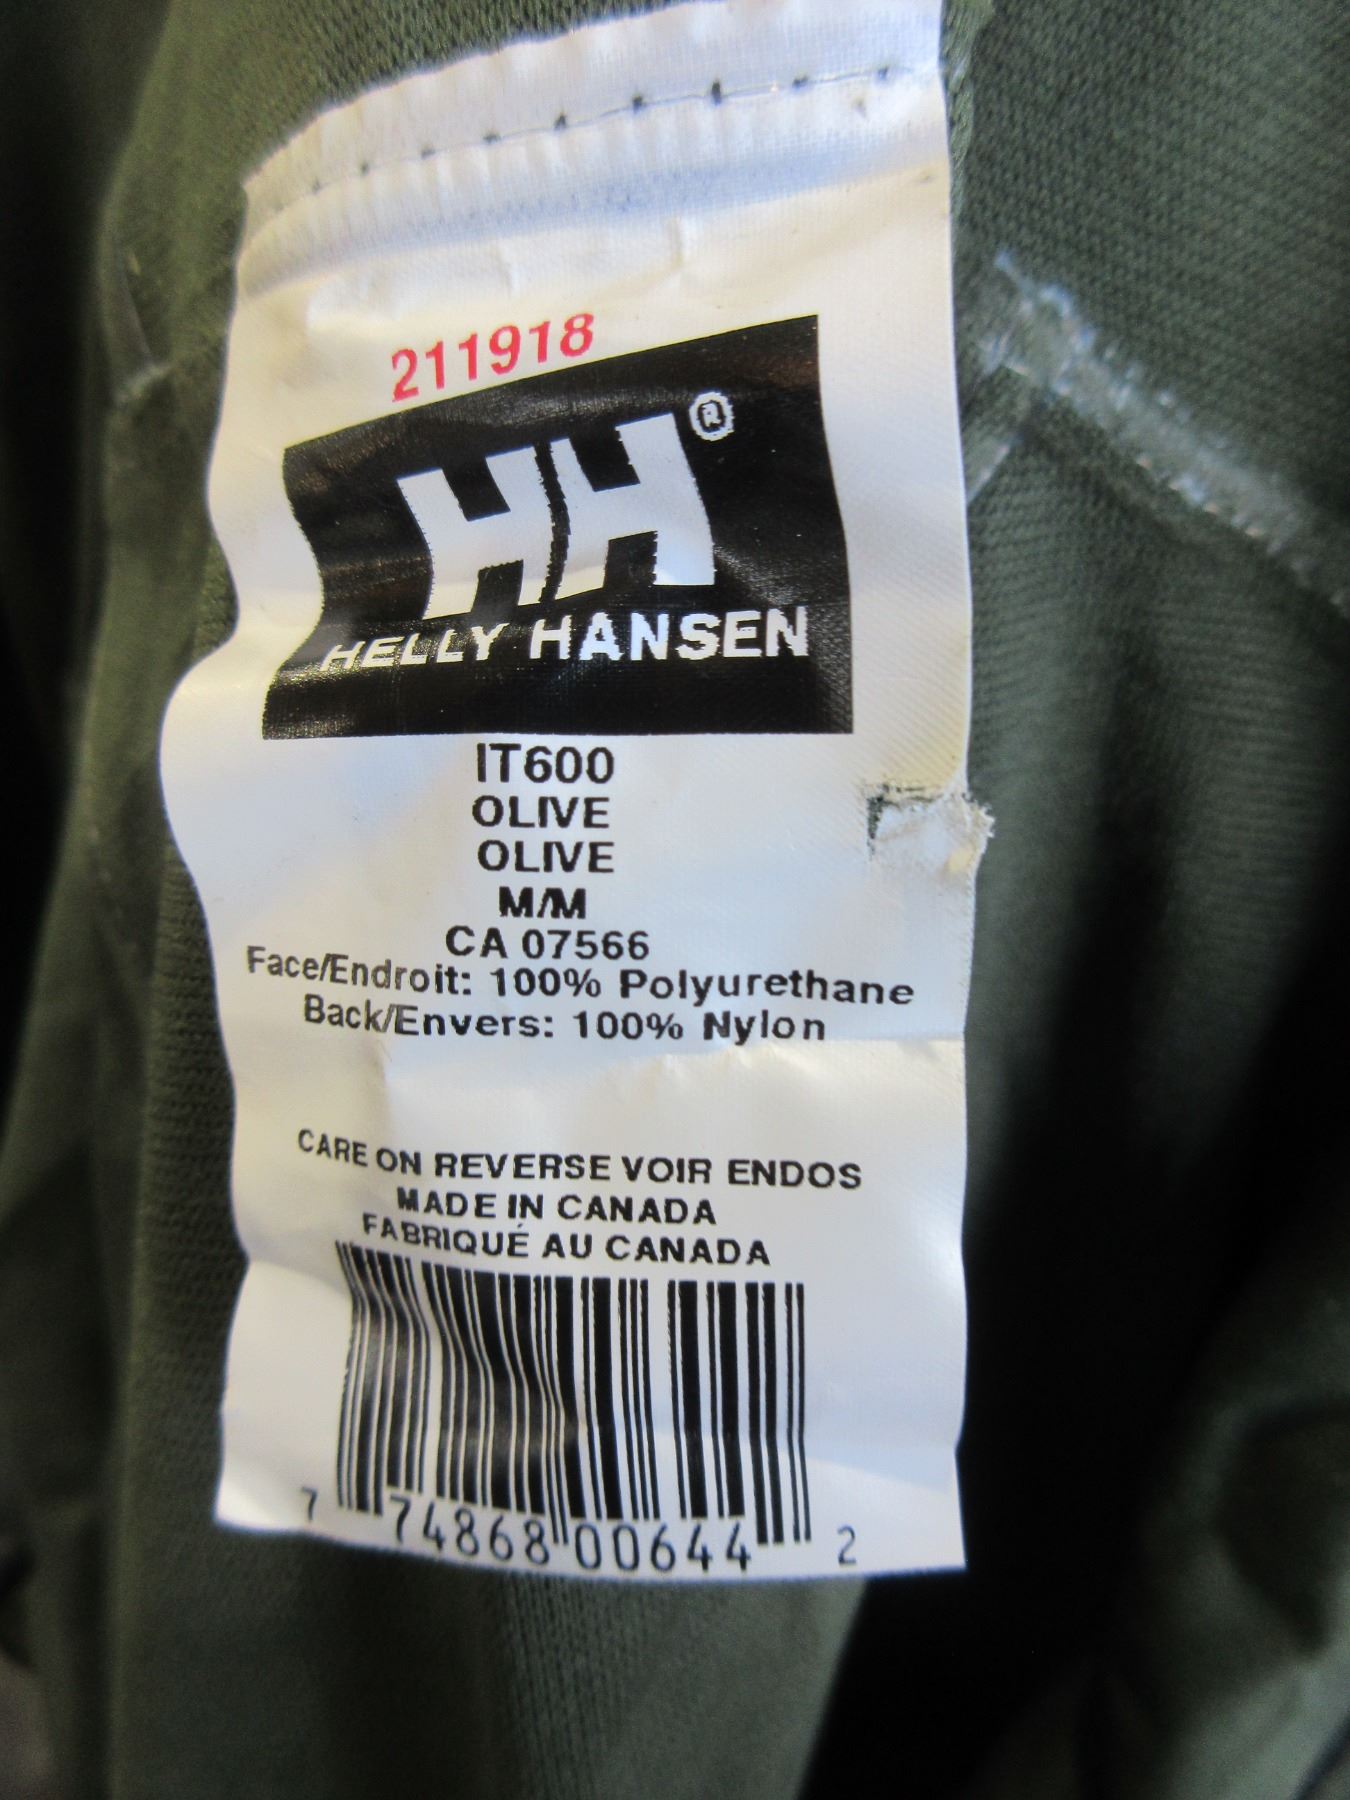 211918
HH®
HELLY HANSEN
IT600
OLIVE
OLIVE
M/M
CA 07566
Face/Endroit: 100% Polyurethane
Back/Envers: 100% Nylon
CARE ON REVERSE VOIR ENDOS
MADE IN CANADA
FABRIQUÉ AU CANADA
7 74868 00644 2